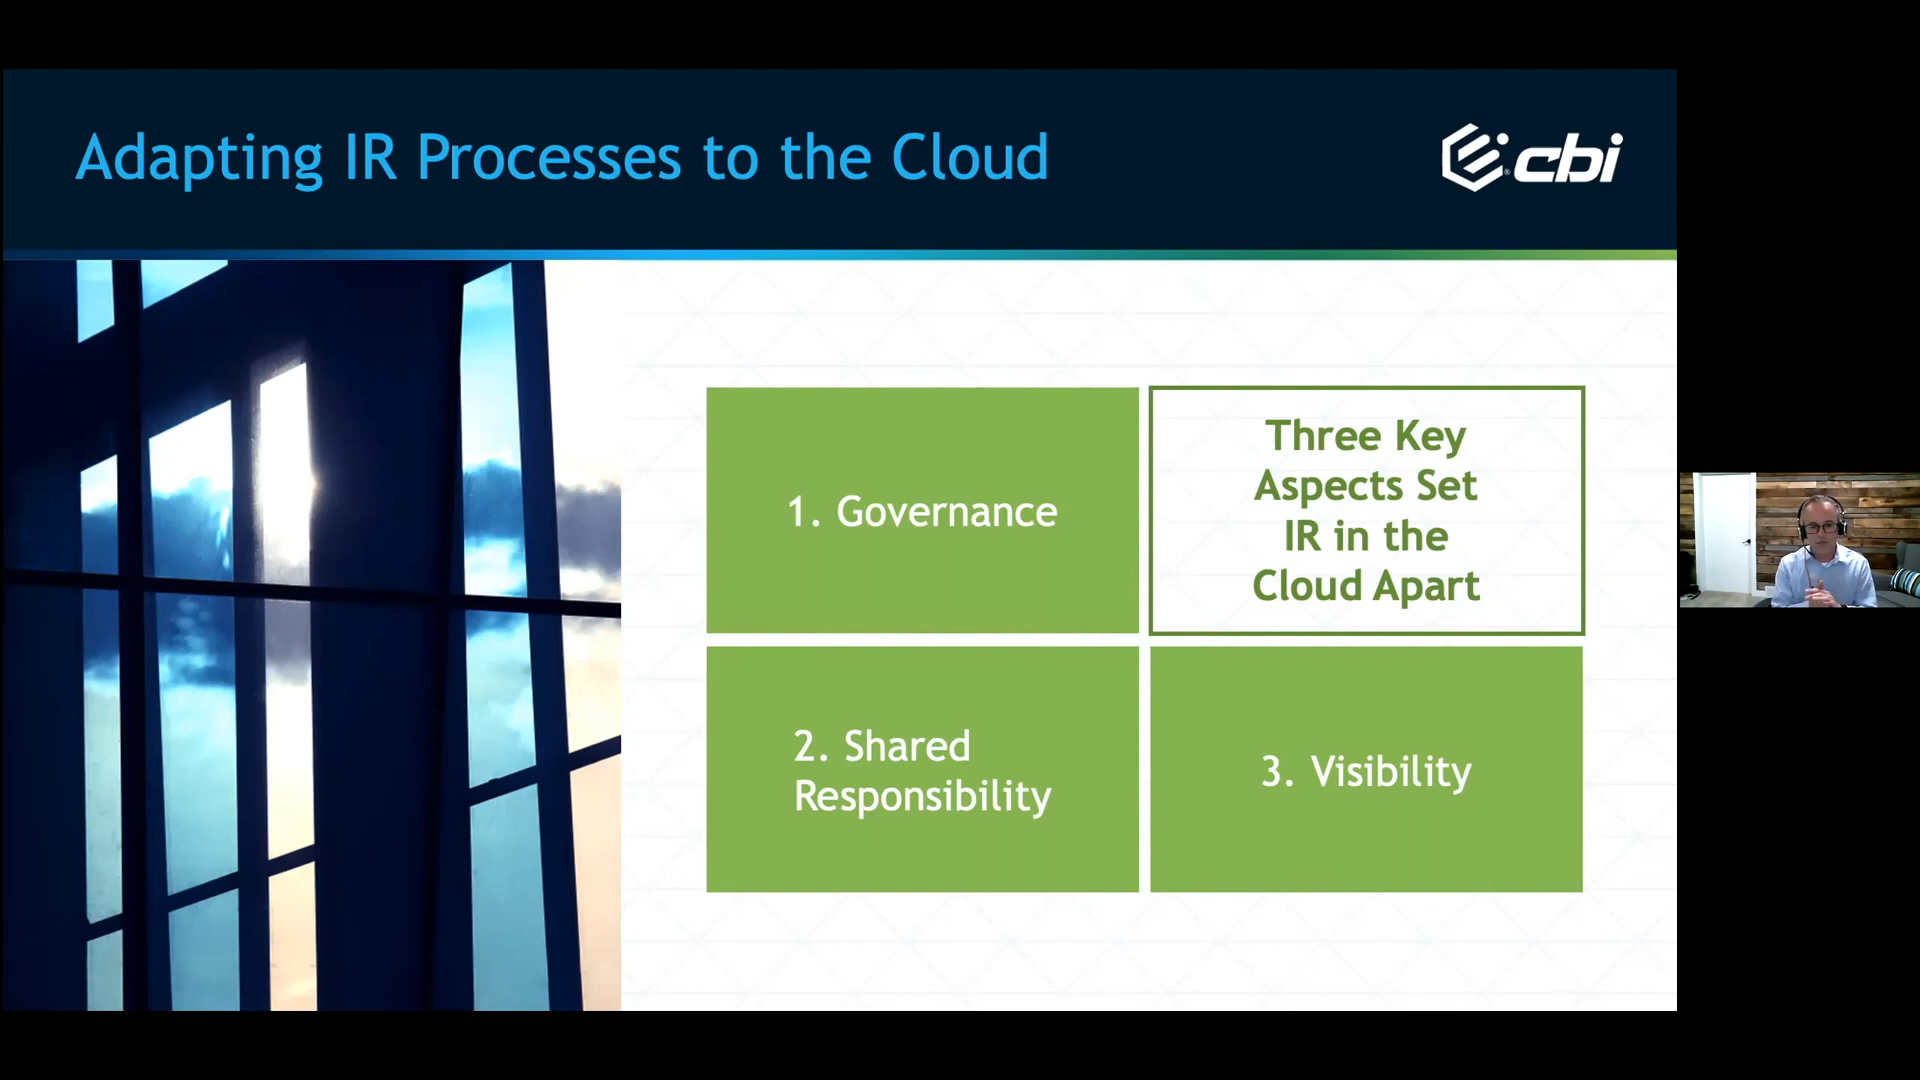 Adapting IR Processes to the Cloud
cbi
1. Governance
Three Key
Aspects Set
IR in the
Cloud Apart
2. Shared
Responsibility
3. Visibility